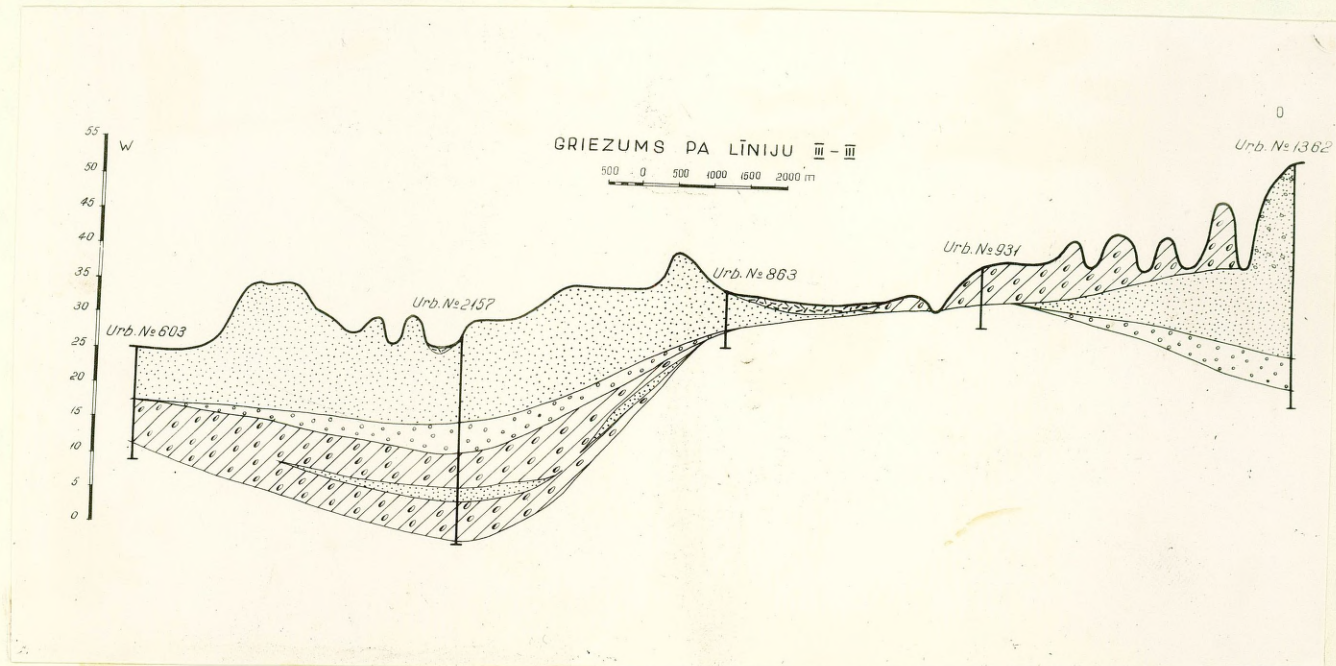 GRIEZUMS PA LĪNIJU III-III
500 0 500 1000 1500 2000 m
W
O
55
50
45
40
35
30
25
20
15
10
5
0
Urb. № 603
Urb. № 2157
Urb. № 863
Urb. № 931
Urb. № 1362